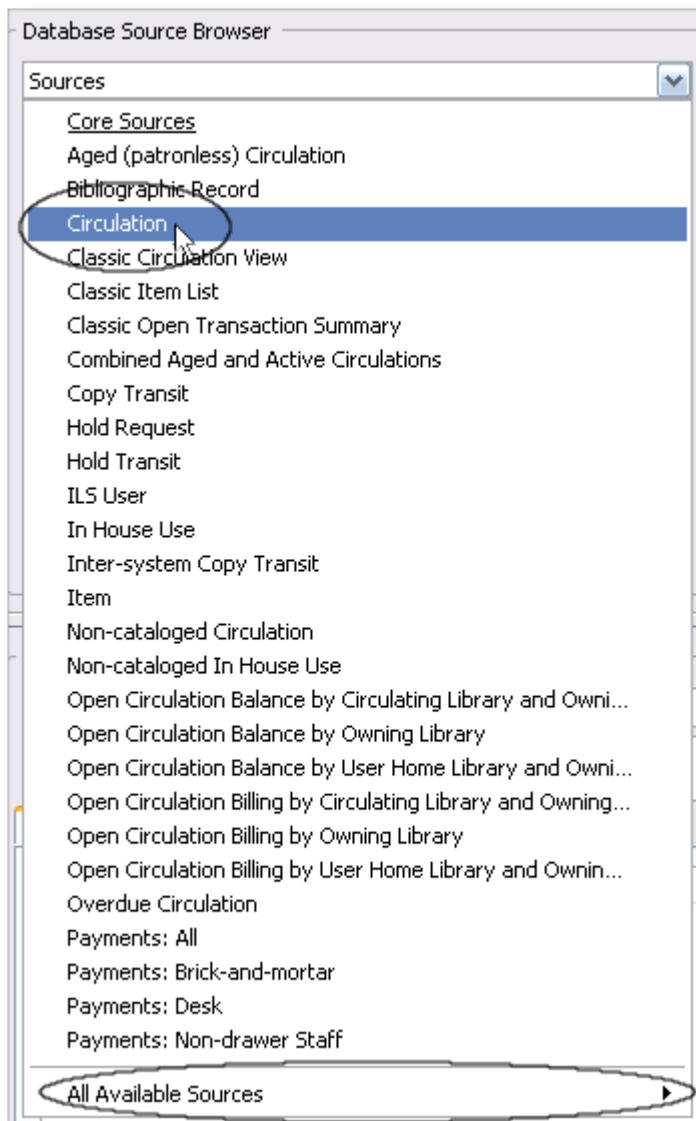 Database Source Browser
Sources
Core Sources
Aged (patronless) Circulation
Bibliographic Record
Circulation
Classic Circulation View
Classic Item List
Classic Open Transaction Summary
Combined Aged and Active Circulations
Copy Transit
Hold Request
Hold Transit
ILS User
In House Use
Inter-system Copy Transit
Item
Non-cataloged Circulation
Non-cataloged In House Use
Open Circulation Balance by Circulating Library and Owni...
Open Circulation Balance by Owning Library
Open Circulation Balance by User Home Library and Owni...
Open Circulation Billing by Circulating Library and Owning...
Open Circulation Billing by Owning Library
Open Circulation Billing by User Home Library and Ownin...
Overdue Circulation
Payments: All
Payments: Brick-and-mortar
Payments: Desk
Payments: Non-drawer Staff
All Available Sources